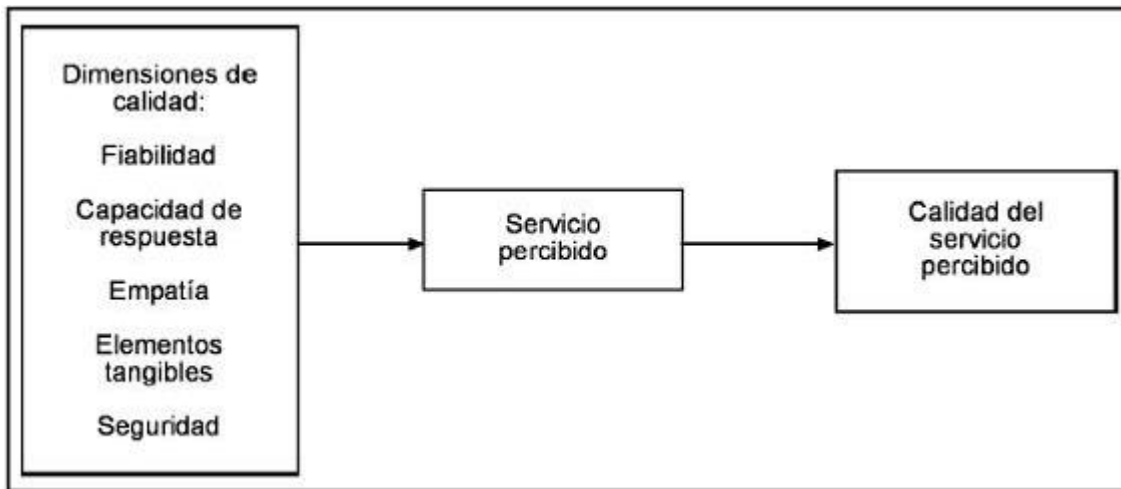 Dimensiones de
calidad:
Fiabilidad
Capacidad de
respuesta
Empatía
Elementos
tangibles
Seguridad
Servicio
percibido
Calidad del
servicio
percibido